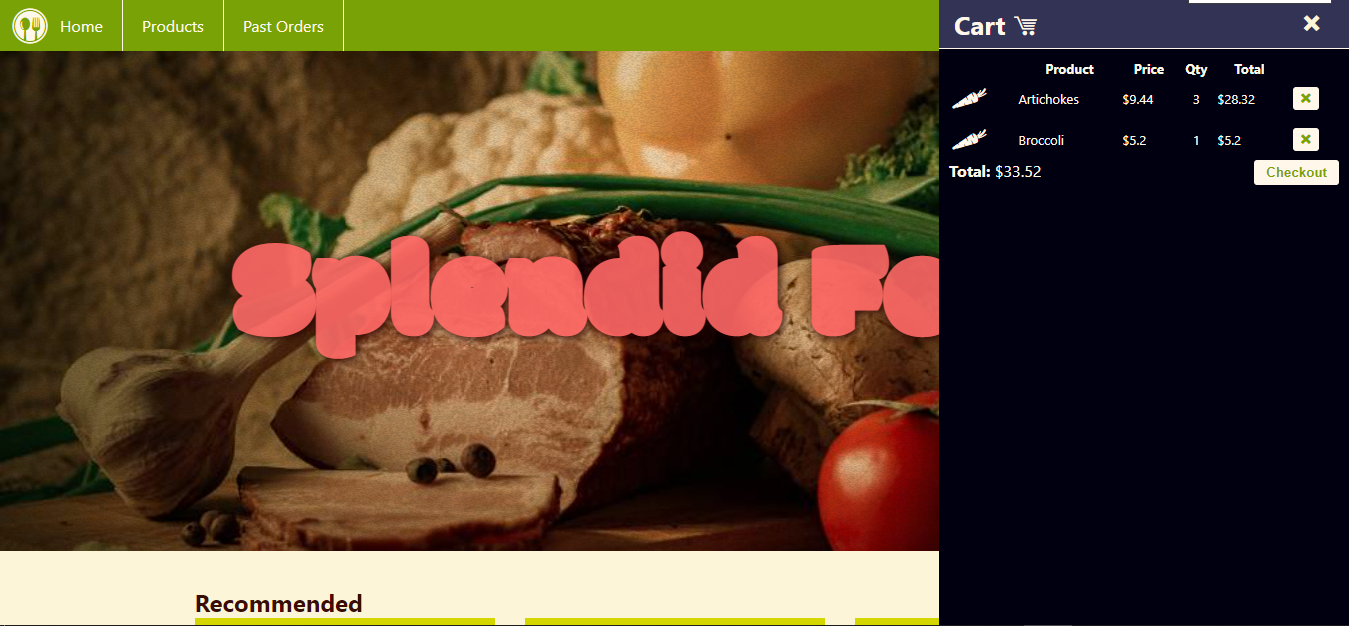 Home Products Past Orders
Cart
Product Price Qty Total
Artichokes $9.44 3 $28.32
Broccoli $5.2 1 $5.2
Total: $33.52 Checkout
Splendid Fo
Recommended